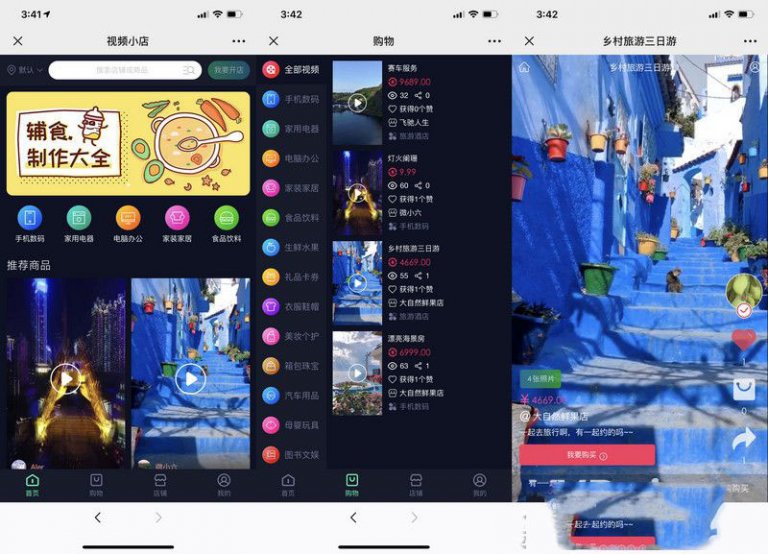 3:41
视频小店
默认
搜索店铺或商品
我要开店
辅食
制作大全
手机数码
家用电器
电脑办公
家装家居
食品饮料
推荐商品
Aler
微小六
首页
购物
店铺
我的
3:42
购物
全部视频
手机数码
家用电器
电脑办公
家装家居
食品饮料
生鲜水果
礼品卡券
衣服鞋帽
美妆个护
箱包珠宝
汽车用品
母婴玩具
图书文娱
赛车服务
9689.00
32 0
获得0个赞
飞驰人生
旅游酒店
灯火阑珊
9.99
60 0
获得1个赞
微小六
手机数码
乡村旅游三日游
4669.00
55 1
获得1个赞
大自然鲜果店
旅游酒店
漂亮海景房
6999.00
63 1
获得1个赞
大自然鲜果店
手机数码
首页
购物
店铺
我的
3:42
乡村旅游三日游
乡村旅游三日游
4张照片
¥ 4669.00
@ 大自然鲜果店
一起去旅行啊，有一起约的吗~~
我要购买
1
0
1
一起去约的吗~~
购买